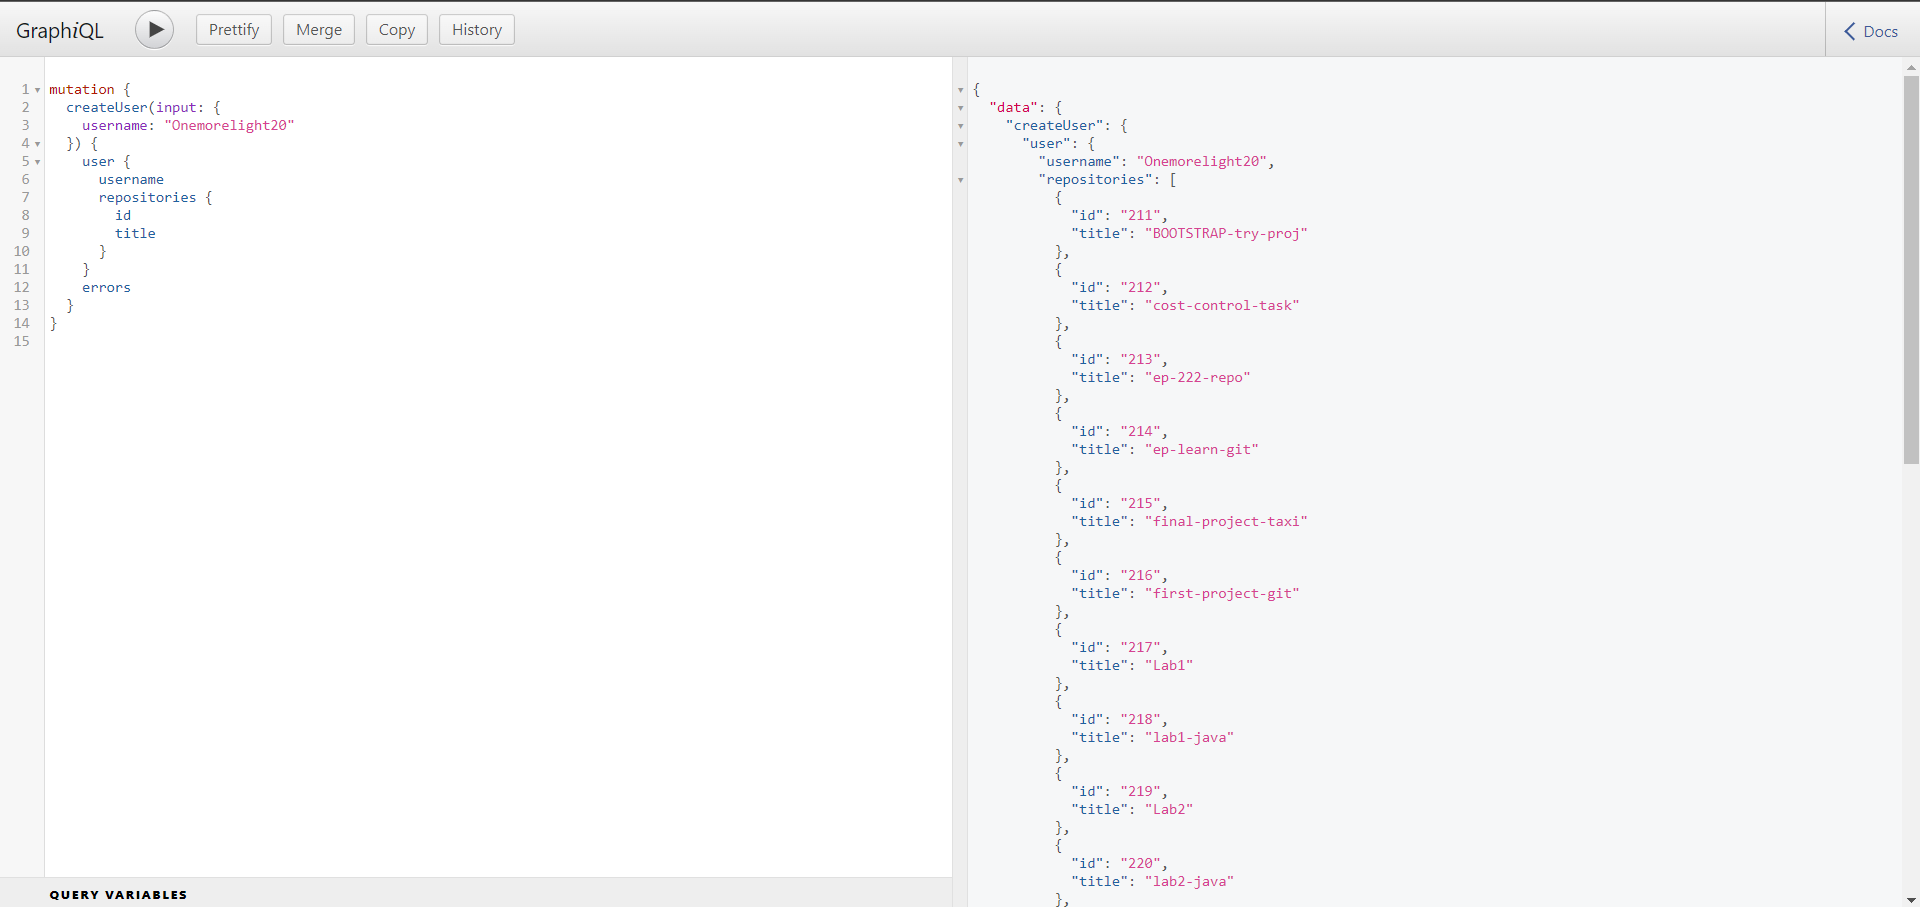 GraphiQL Prettify Merge Copy History Docs
1 mutation {
2 createUser(input: {
3 username: "Onemorelight20"
4 }) {
5 user {
6 username
7 repositories {
8 id
9 title
10 }
11 }
12 errors
13 }
14 }
15
QUERY VARIABLES
{
"data": {
"createUser": {
"user": {
"username": "Onemorelight20",
"repositories": [
{
"id": "211",
"title": "BOOTSTRAP-try-proj"
},
{
"id": "212",
"title": "cost-control-task"
},
{
"id": "213",
"title": "ep-222-repo"
},
{
"id": "214",
"title": "ep-learn-git"
},
{
"id": "215",
"title": "final-project-taxi"
},
{
"id": "216",
"title": "first-project-git"
},
{
"id": "217",
"title": "Lab1"
},
{
"id": "218",
"title": "lab1-java"
},
{
"id": "219",
"title": "Lab2"
},
{
"id": "220",
"title": "lab2-java"
},